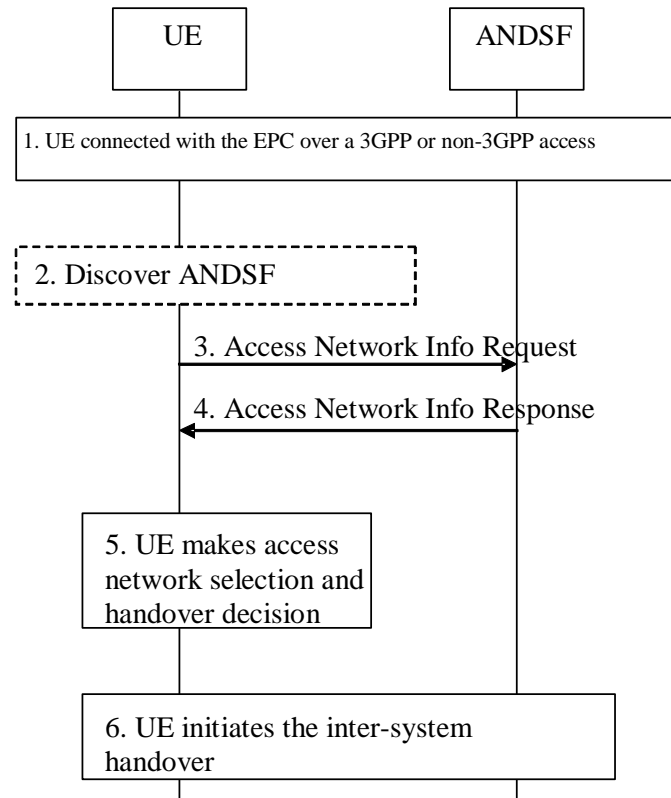 UE
ANDSF
1. UE connected with the EPC over a 3GPP or non-3GPP access
2. Discover ANDSF
3. Access Network Info Request
4. Access Network Info Response
5. UE makes access
network selection and
handover decision
6. UE initiates the inter-system
handover